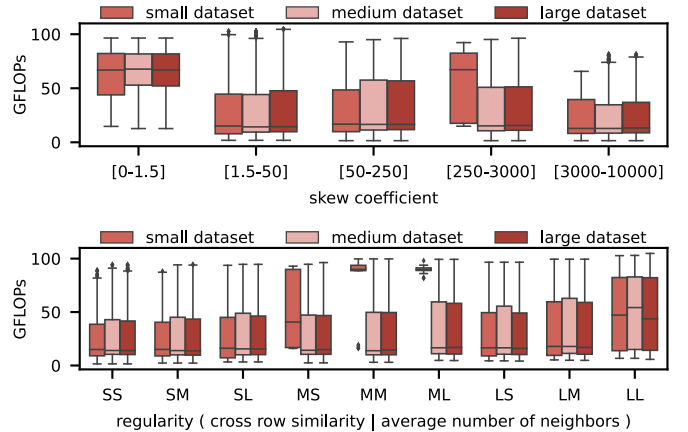 small dataset medium dataset large dataset
100
50
0
GFLOPs
[0-1.5] [1.5-50] [50-250] [250-3000] [3000-10000]
skew coefficient
small dataset medium dataset large dataset
100
50
0
GFLOPs
SS SM SL MS MM ML LS LM LL
regularity ( cross row similarity | average number of neighbors )